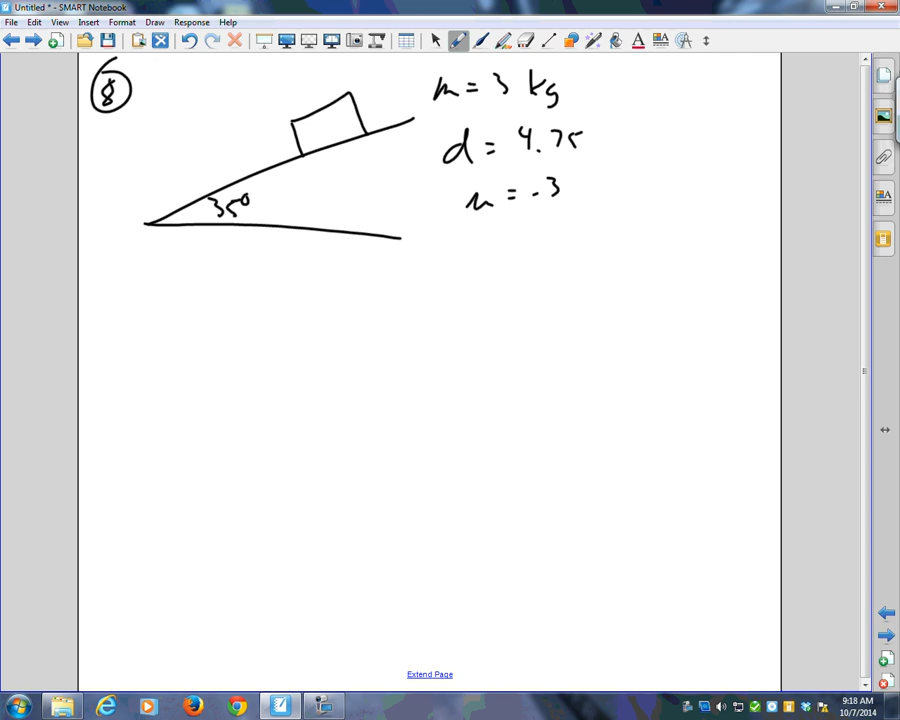 Untitled * - SMART Notebook
File Edit View Insert Format Draw Response Help
8
m = 3 kg
d = 4.75
μ = .3
35°
Extend Page
9:18 AM
10/7/2014